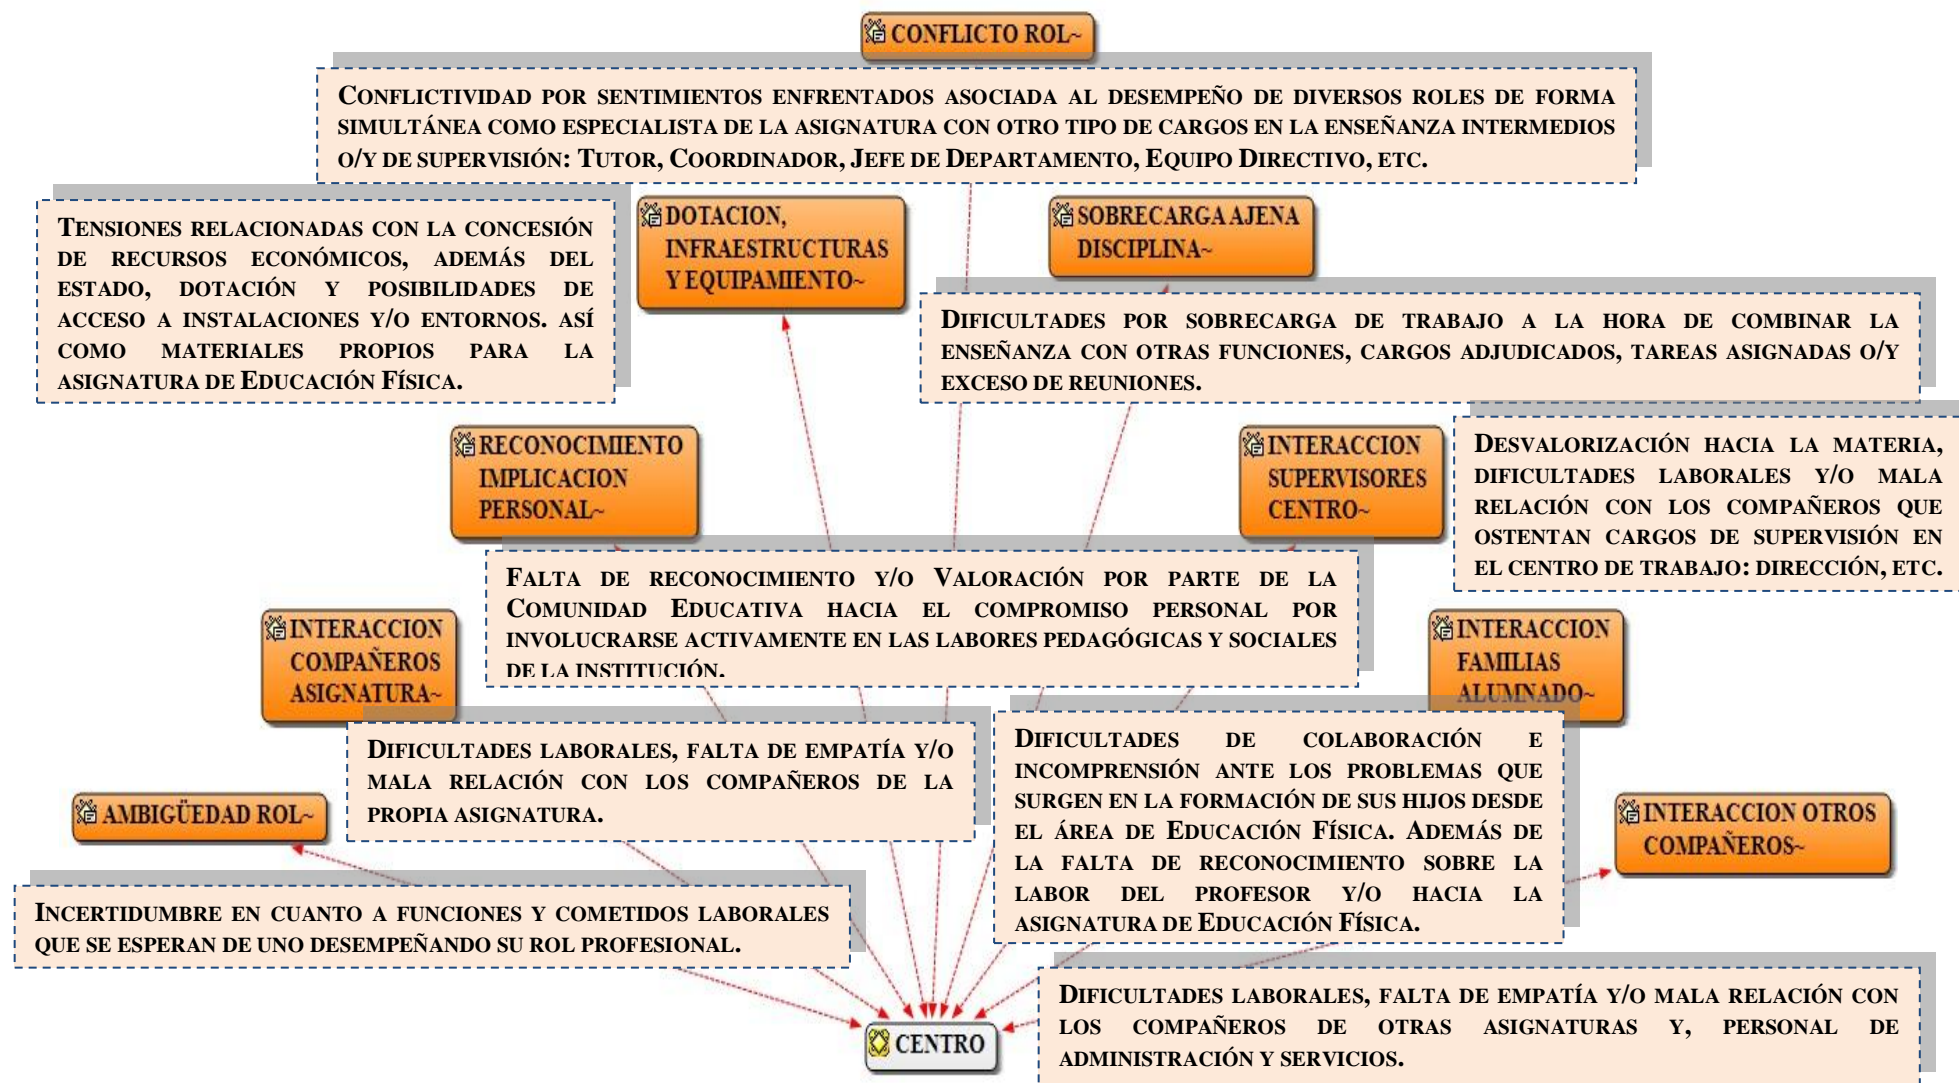 CONFLICTO ROL~
CONFLICTIVIDAD POR SENTIMIENTOS ENFRENTADOS ASOCIADA AL DESEMPEÑO DE DIVERSOS ROLES DE FORMA
SIMULTÁNEA COMO ESPECIALISTA DE LA ASIGNATURA CON OTRO TIPO DE CARGOS EN LA ENSEÑANZA INTERMEDIOS
O/Y DE SUPERVISIÓN: TUTOR, COORDINADOR, JEFE DE DEPARTAMENTO, EQUIPO DIRECTIVO, ETC.
TENSIONES RELACIONADAS CON LA CONCESIÓN
DE RECURSOS ECONÓMICOS, ADEMÁS DEL
ESTADO, DOTACIÓN Y POSIBILIDADES DE
ACCESO A INSTALACIONES Y/O ENTORNOS. ASÍ
COMO MATERIALES PROPIOS PARA LA
ASIGNATURA DE EDUCACIÓN FÍSICA.
DOTACION,
INFRAESTRUCTURAS
Y EQUIPAMIENTO~
SOBRECARGA AJENA
DISCIPLINA~
DIFICULTADES POR SOBRECARGA DE TRABAJO A LA HORA DE COMBINAR LA
ENSEÑANZA CON OTRAS FUNCIONES, CARGOS ADJUDICADOS, TAREAS ASIGNADAS O/Y
EXCESO DE REUNIONES.
RECONOCIMIENTO
IMPLICACION
PERSONAL~
INTERACCION
SUPERVISORES
CENTRO~
DESVALORIZACIÓN HACIA LA MATERIA,
DIFICULTADES LABORALES Y/O MALA
RELACIÓN CON LOS COMPAÑEROS QUE
OSTENTAN CARGOS DE SUPERVISIÓN EN
EL CENTRO DE TRABAJO: DIRECCIÓN, ETC.
FALTA DE RECONOCIMIENTO Y/O VALORACIÓN POR PARTE DE LA
COMUNIDAD EDUCATIVA HACIA EL COMPROMISO PERSONAL POR
INVOLUCRARSE ACTIVAMENTE EN LAS LABORES PEDAGÓGICAS Y SOCIALES
DE LA INSTITUCIÓN.
INTERACCION
COMPAÑEROS
ASIGNATURA~
INTERACCION
FAMILIAS
ALUMNADO~
DIFICULTADES LABORALES, FALTA DE EMPATÍA Y/O
MALA RELACIÓN CON LOS COMPAÑEROS DE LA
PROPIA ASIGNATURA.
DIFICULTADES DE COLABORACIÓN E
INCOMPRENSIÓN ANTE LOS PROBLEMAS QUE
SURGEN EN LA FORMACIÓN DE SUS HIJOS DESDE
EL ÁREA DE EDUCACIÓN FÍSICA. ADEMÁS DE
LA FALTA DE RECONOCIMIENTO SOBRE LA
LABOR DEL PROFESOR Y/O HACIA LA
ASIGNATURA DE EDUCACIÓN FÍSICA.
AMBIGÜEDAD ROL~
INTERACCION OTROS
COMPAÑEROS~
INCERTIDUMBRE EN CUANTO A FUNCIONES Y COMETIDOS LABORALES
QUE SE ESPERAN DE UNO DESEMPEÑANDO SU ROL PROFESIONAL.
DIFICULTADES LABORALES, FALTA DE EMPATÍA Y/O MALA RELACIÓN CON
LOS COMPAÑEROS DE OTRAS ASIGNATURAS Y, PERSONAL DE
ADMINISTRACIÓN Y SERVICIOS.
CENTRO